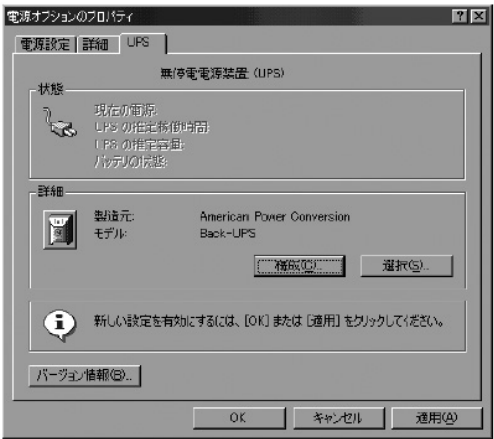 電源オプションのプロパティ
電源設定 詳細 UPS
無停電電源装置 (UPS)
状態
現在の電源:
UPS の推定稼働時間:
UPS の推定容量:
バッテリの状態:
詳細
製造元: American Power Conversion
モデル: Back-UPS
構成(C)... 選択(S)...
新しい設定を有効にするには、[OK] または [適用] をクリックしてください。
バージョン情報(B)...
OK キャンセル 適用(A)